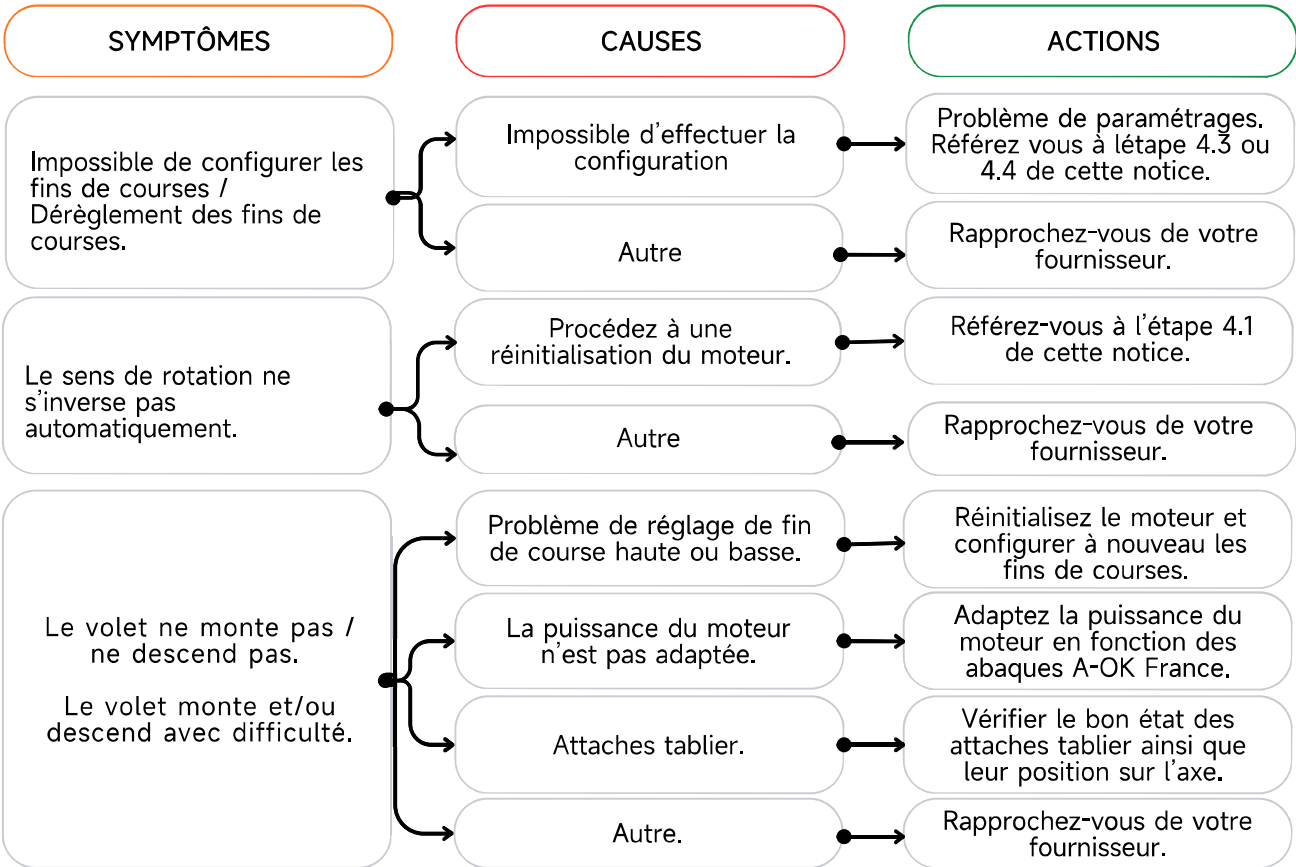 SYMPTÔMES
CAUSES
ACTIONS
Impossible de configurer les
fins de courses /
Dérèglement des fins de
courses.
Impossible d'effectuer la
configuration
Problème de paramétrages.
Référez vous à létape 4.3 ou
4.4 de cette notice.
Autre
Rapprochez-vous de votre
fournisseur.
Le sens de rotation ne
s'inverse pas
automatiquement.
Procédez à une
réinitialisation du moteur.
Référez-vous à l'étape 4.1
de cette notice.
Autre
Rapprochez-vous de votre
fournisseur.
Le volet ne monte pas /
ne descend pas.
Le volet monte et/ou
descend avec difficulté.
Problème de réglage de fin
de course haute ou basse.
Réinitialisez le moteur et
configurer à nouveau les
fins de courses.
La puissance du moteur
n'est pas adaptée.
Adaptez la puissance du
moteur en fonction des
abaques A-OK France.
Attaches tablier.
Vérifier le bon état des
attaches tablier ainsi que
leur position sur l'axe.
Autre.
Rapprochez-vous de votre
fournisseur.